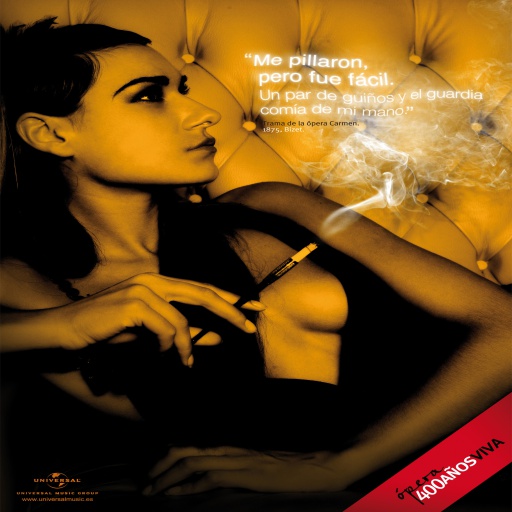 “Me pillaron,
pero fue fácil.
Un par de guiños y el guardia
comía de mi mano”
Trama de la ópera Carmen.
1875, Bizet.
ópera
400AÑOSVIVA
UNIVERSAL
UNIVERSAL MUSIC GROUP
www.universalmusic.es